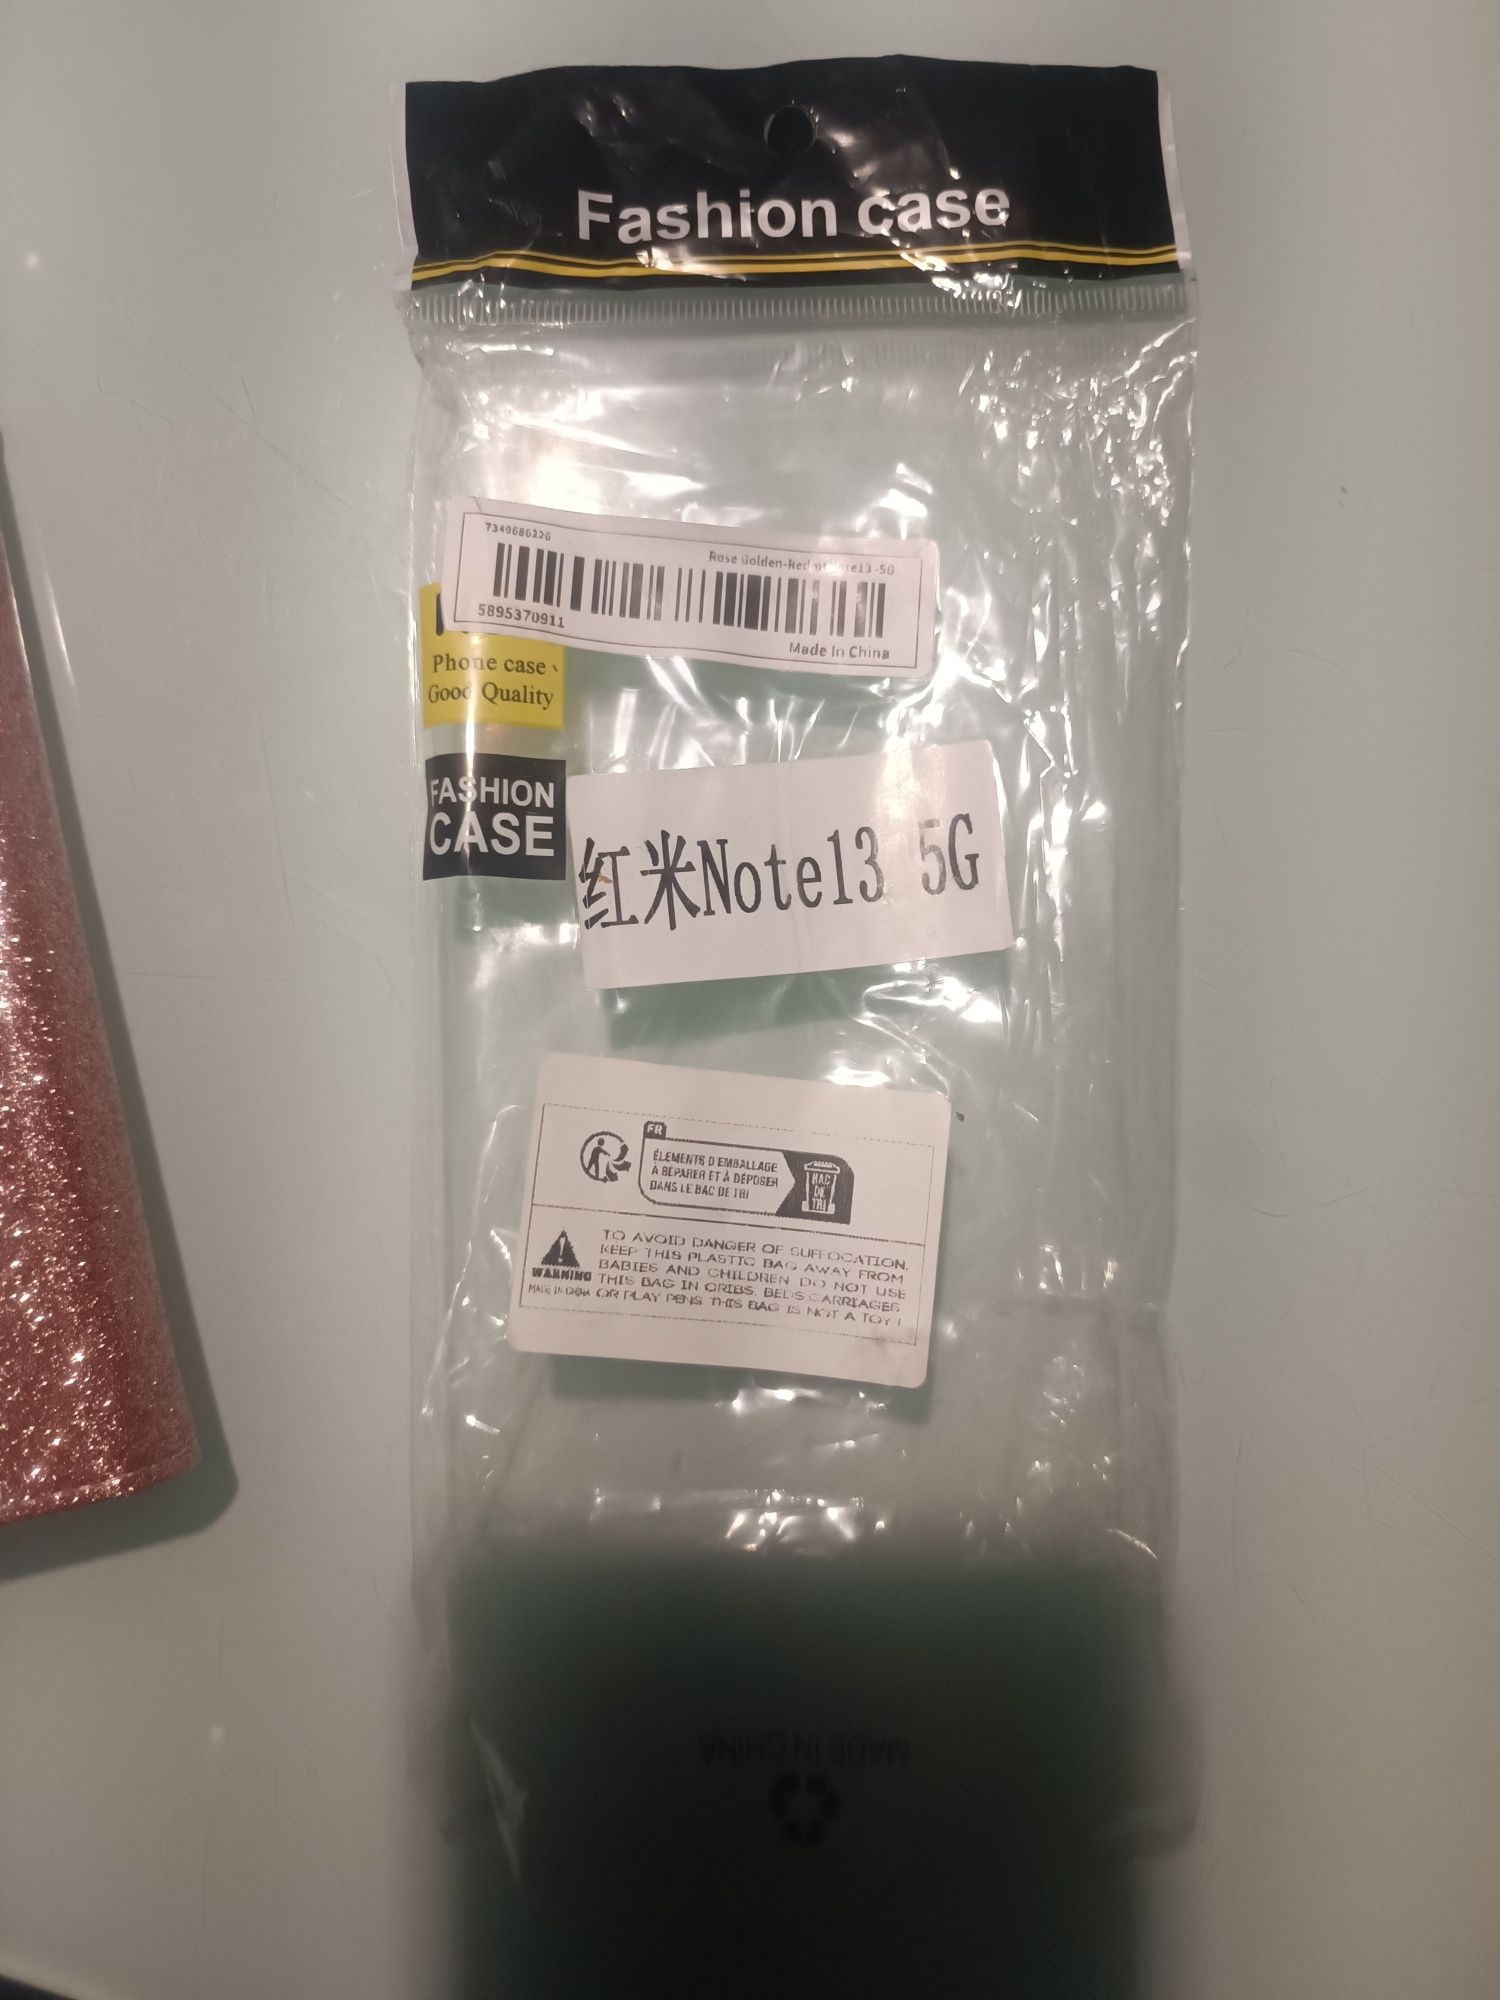 Fashion case
7349686226
Rose Golden-Redmi Note13-5G
5895370911
Made In China
Phone case
Good Quality
FASHION
CASE
红米Note13 5G
FR
ÉLEMENTS D'EMBALLAGE
À SÉPARER ET À DÉPOSER
DANS LE BAC DE TRI
BAC
DE
TRI
TO AVOID DANGER OF SUFFOCATION,
KEEP THIS PLASTIC BAG AWAY FROM
BABIES AND CHILDREN DO NOT USE
THIS BAG IN CRIBS, BEDS CARRIAGES
OR PLAY PENS THIS BAG IS NOT A TOY !
WARNING
MADE IN CHINA
MADE IN CHINA